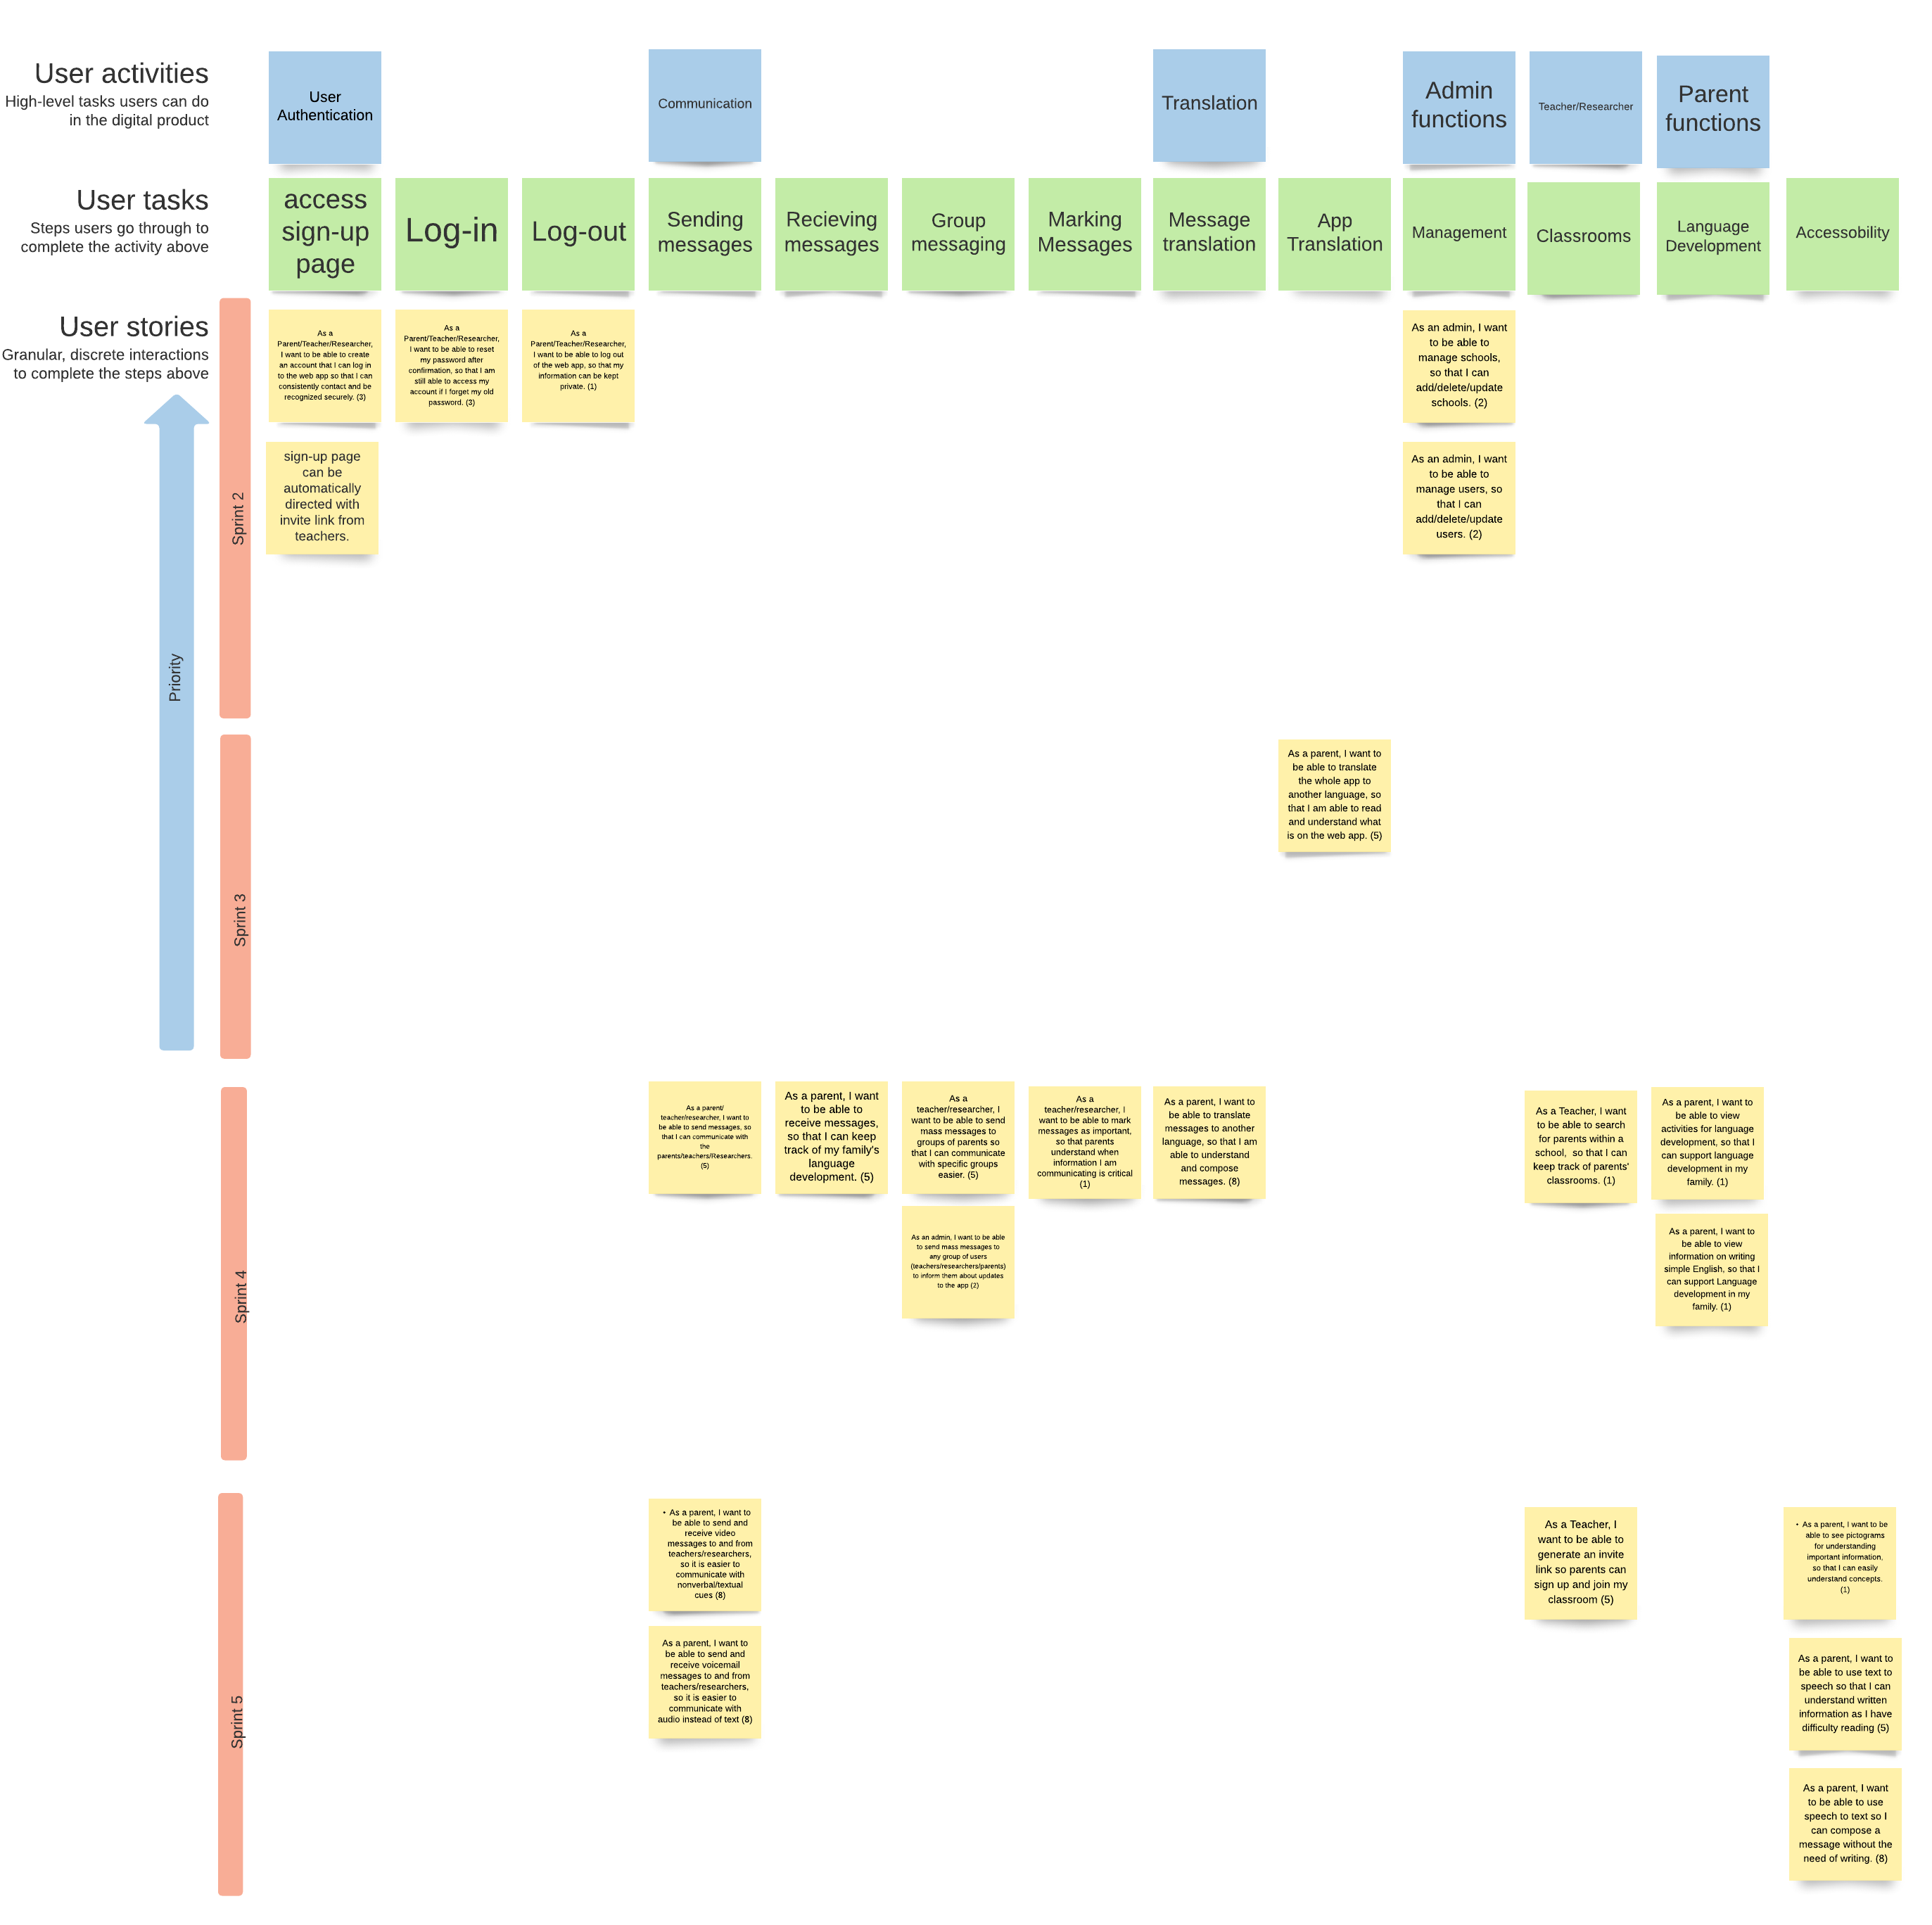 User activities
High-level tasks users can do
in the digital product
User
Authentication
Communication
Translation
Admin
functions
Teacher/Researcher
Parent
functions
User tasks
Steps users go through to
complete the activity above
access
sign-up
page
Log-in
Log-out
Sending
messages
Recieving
messages
Group
messaging
Marking
Messages
Message
translation
App
Translation
Management
Classrooms
Language
Development
Accessobility
User stories
Granular, discrete interactions
to complete the steps above
Priority
Sprint 2
As a
Parent/Teacher/Researcher,
I want to be able to create
an account that I can log in
to the web app so that I can
consistently contact and be
recognized securely. (3)
As a
Parent/Teacher/Researcher,
I want to be able to reset
my password after
confirmation, so that I am
still able to access my
account if I forget my old
password. (3)
As a
Parent/Teacher/Researcher,
I want to be able to log out
of the web app, so that my
information can be kept
private. (1)
As an admin, I want
to be able to
manage schools,
so that I can
add/delete/update
schools. (2)
sign-up page
can be
automatically
directed with
invite link from
teachers.
As an admin, I want
to be able to
manage users, so
that I can
add/delete/update
users. (2)
Sprint 3
As a parent, I want to
be able to translate
the whole app to
another language, so
that I am able to read
and understand what
is on the web app. (5)
Sprint 4
As a parent/
teacher/researcher, I want to
be able to send messages, so
that I can communicate with
the
parents/teachers/Researchers.
(5)
As a parent, I want
to be able to
receive messages,
so that I can keep
track of my family's
language
development. (5)
As a
teacher/researcher, I
want to be able to send
mass messages to
groups of parents so
that I can communicate
with specific groups
easier. (5)
As a
teacher/researcher, I
want to be able to mark
messages as important,
so that parents
understand when
information I am
communicating is critical
(1)
As a parent, I want to
be able to translate
messages to another
language, so that I am
able to understand
and compose
messages. (8)
As a Teacher, I want
to be able to search
for parents within a
school,  so that I can
keep track of parents'
classrooms. (1)
As a parent, I want to
be able to view
activities for language
development, so that I
can support language
development in my
family. (1)
As an admin, I want to be able
to send mass messages to
any group of users
(teachers/researchers/parents)
to inform them about updates
to the app (2)
As a parent, I want to
be able to view
information on writing
simple English, so that I
can support Language
development in my
family. (1)
Sprint 5
• As a parent, I want to
be able to send and
receive video
messages to and from
teachers/researchers,
so it is easier to
communicate with
nonverbal/textual
cues (8)
As a Teacher, I
want to be able to
generate an invite
link so parents can
sign up and join my
classroom (5)
• As a parent, I want to be
able to see pictograms
for understanding
important information,
so that I can easily
understand concepts.
(1)
As a parent, I want to
be able to send and
receive voicemail
messages to and from
teachers/researchers,
so it is easier to
communicate with
audio instead of text (8)
As a parent, I want to
be able to use text to
speech so that I can
understand written
information as I have
difficulty reading (5)
As a parent, I want
to be able to use
speech to text so I
can compose a
message without the
need of writing. (8)